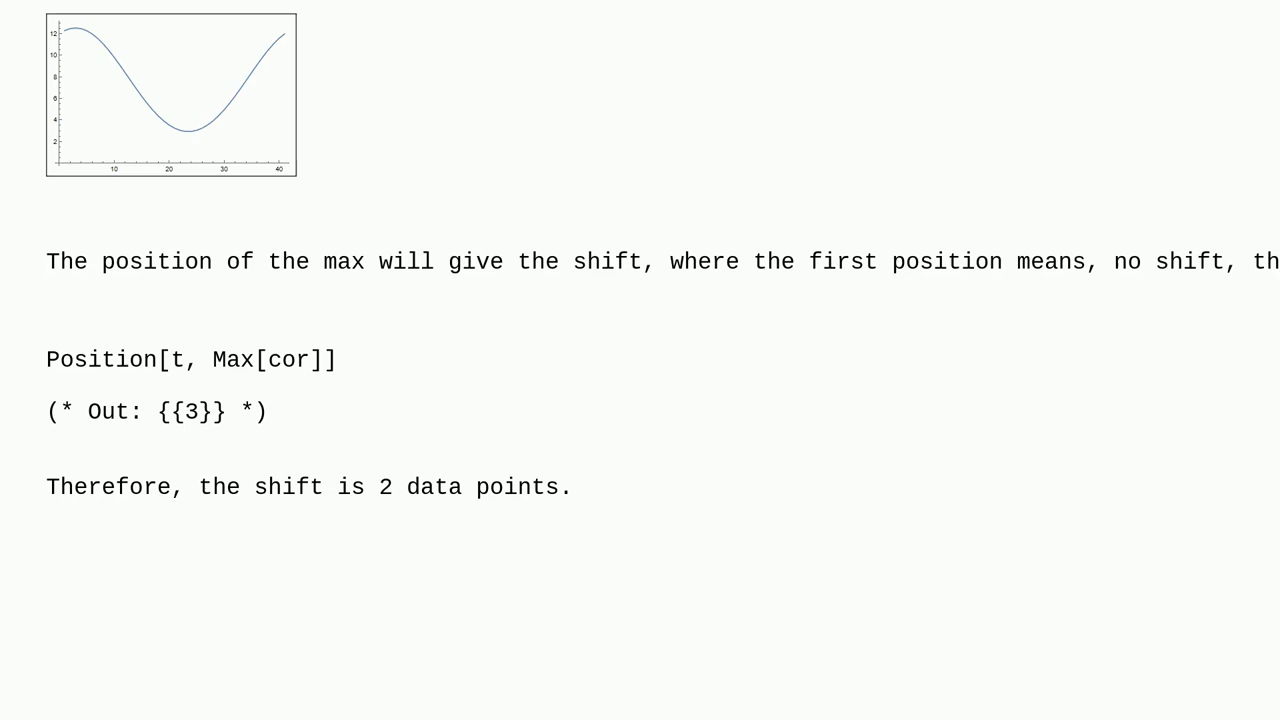 12
10
8
6
4
2
10 20 30 40
The position of the max will give the shift, where the first position means, no shift, th
Position[t, Max[cor]]
(* Out: {{3}} *)
Therefore, the shift is 2 data points.